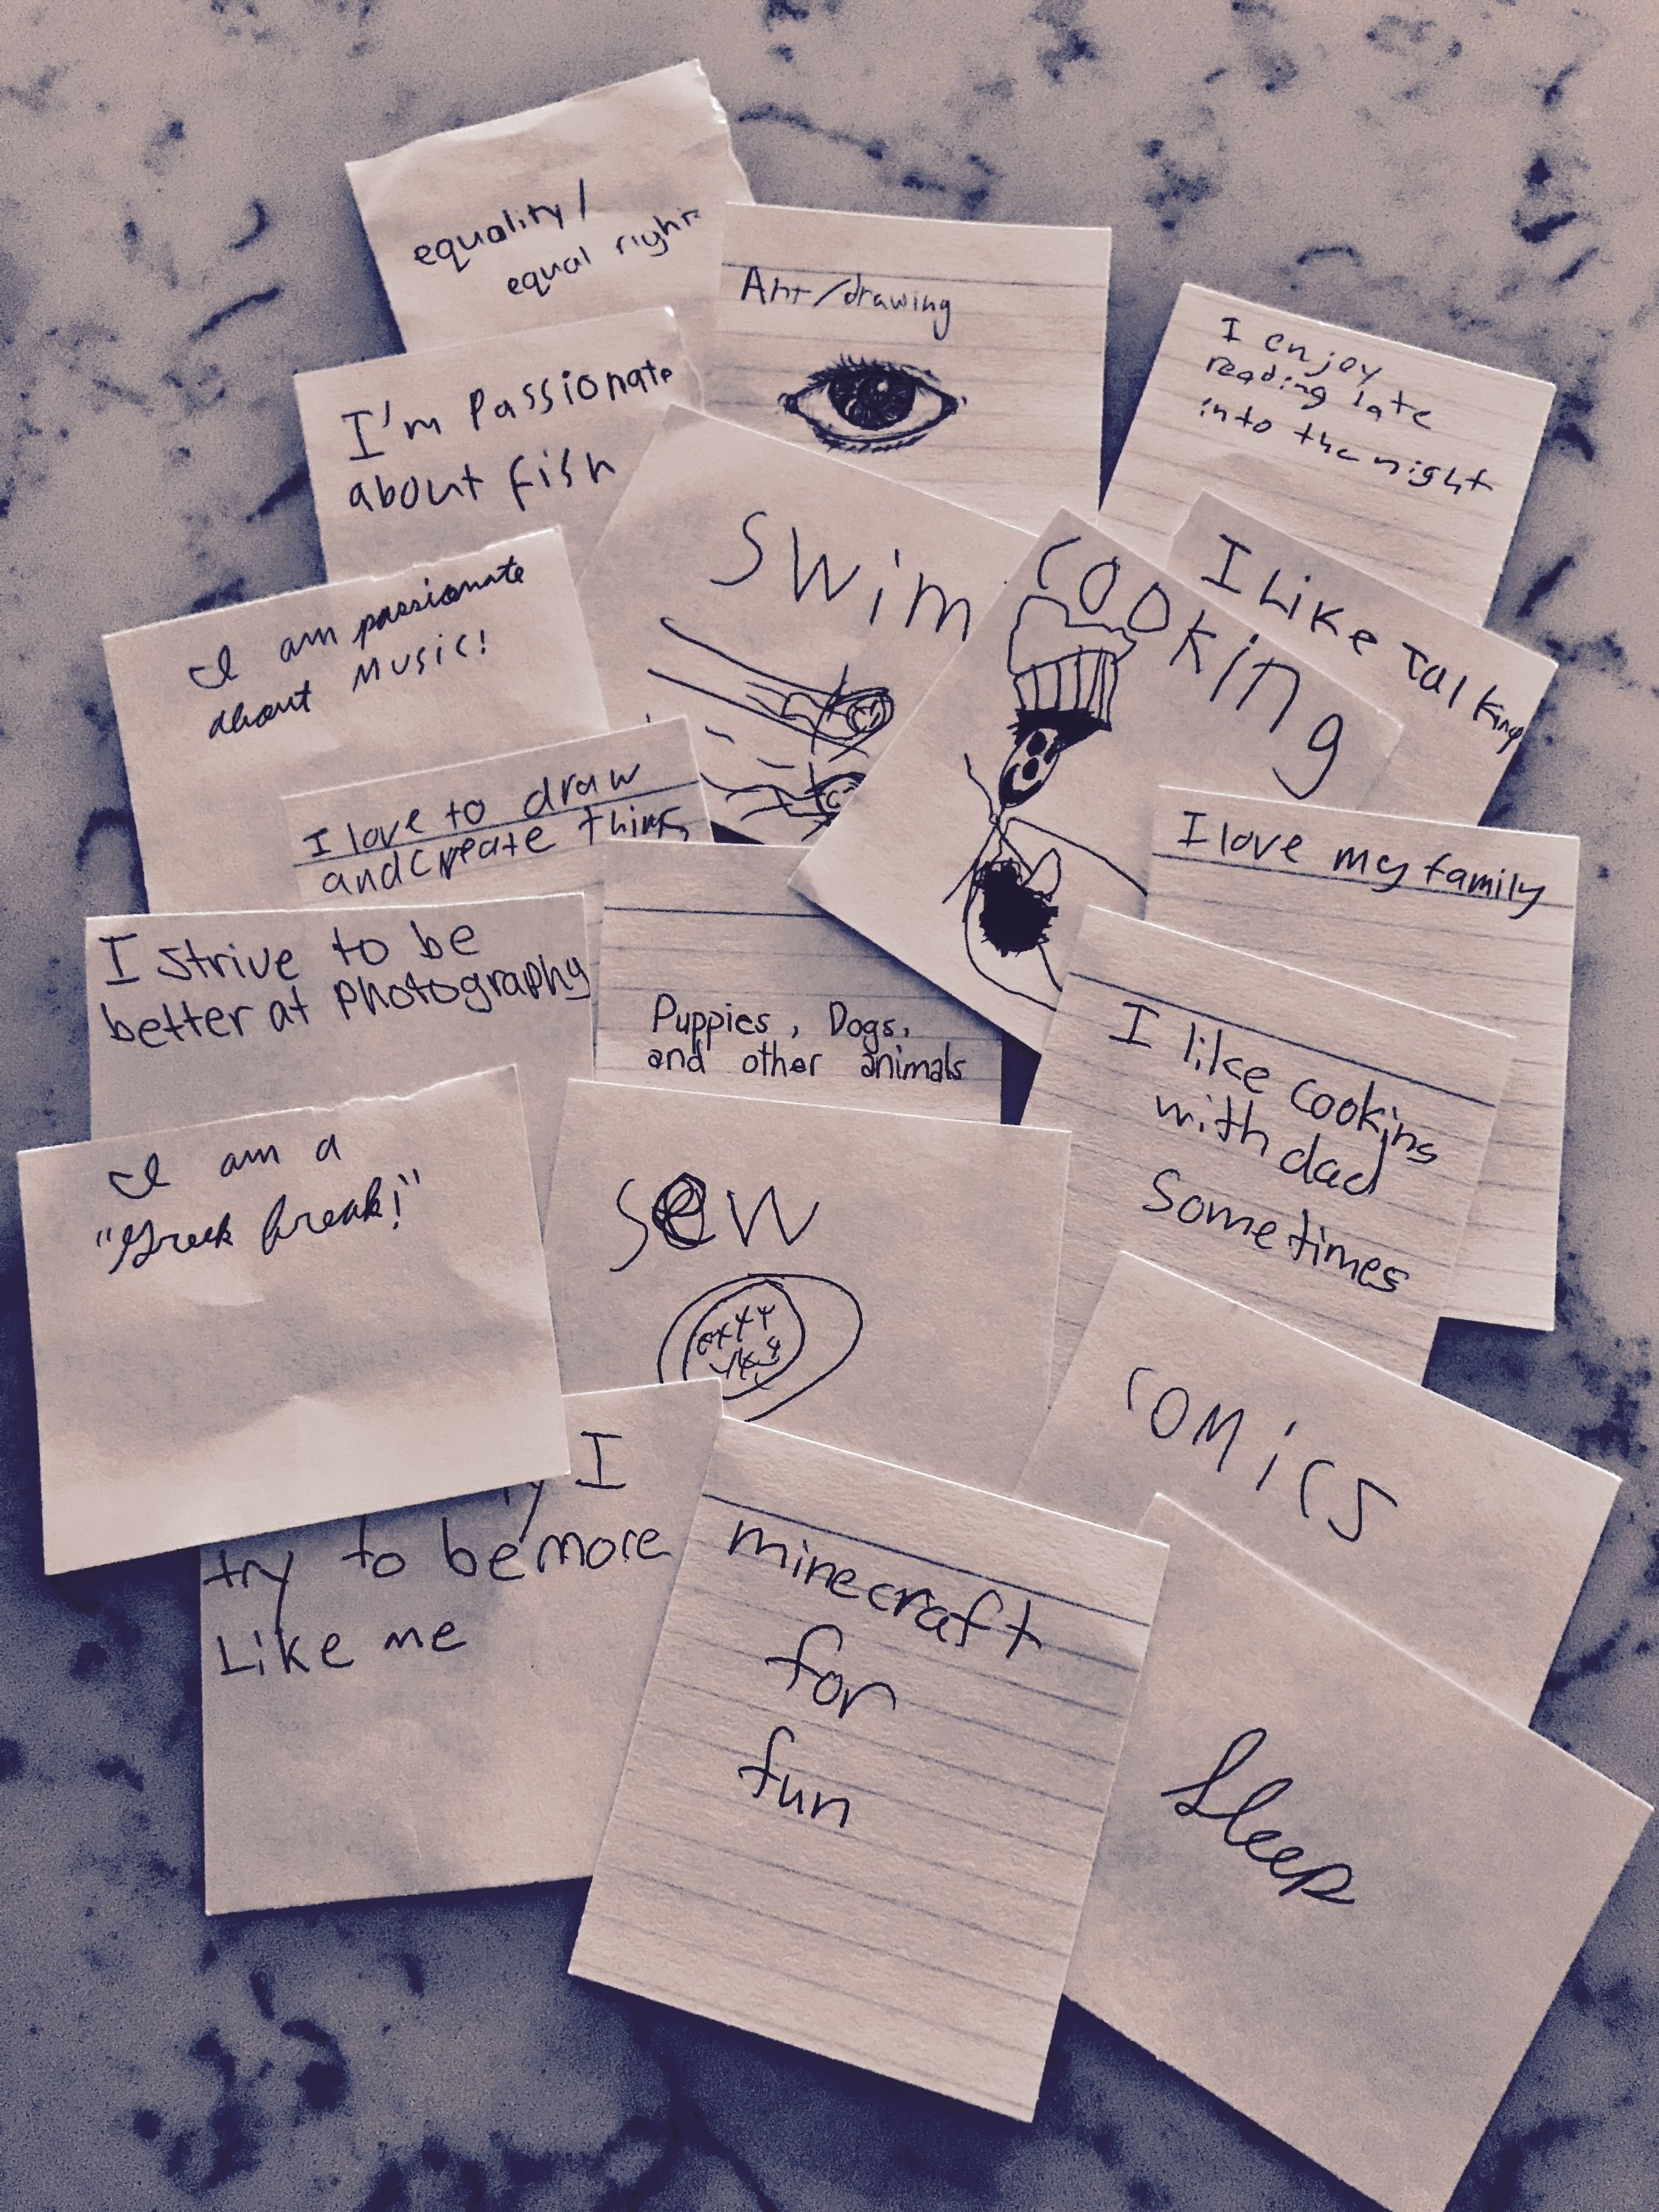 equality/
equal rights
Art/drawing
I enjoy
reading late
into the night
I'm Passionate
about fish
Swim
cooking
I Like Talking
I am passionate
about Music!
I love to draw
and create things
I love my family
I strive to be
better at photography
Puppies, Dogs,
and other animals
I like cooking
with dad
Sometimes
I am a
"Greek freak!"
Sew
comics
I
try to be more
Like me
minecraft
for
fun
Sleep